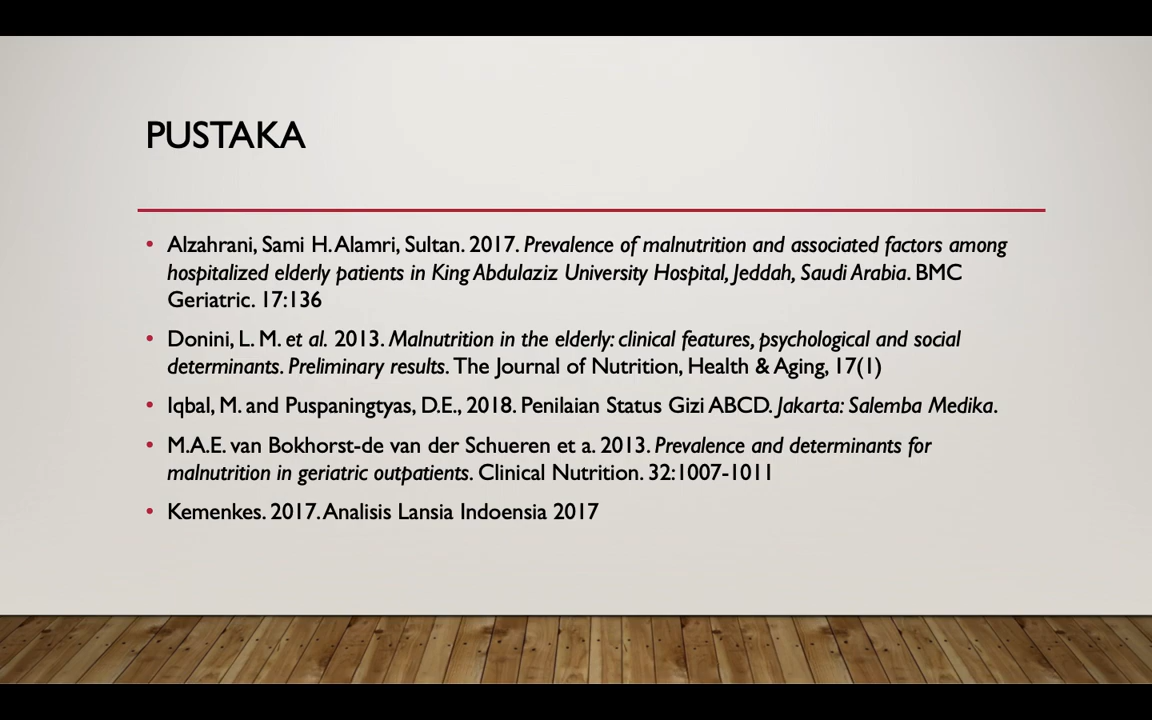 PUSTAKA
• Alzahrani, Sami H. Alamri, Sultan. 2017. Prevalence of malnutrition and associated factors among
hospitalized elderly patients in King Abdulaziz University Hospital, Jeddah, Saudi Arabia. BMC
Geriatric. 17:136
• Donini, L. M. et al. 2013. Malnutrition in the elderly: clinical features, psychological and social
determinants. Preliminary results. The Journal of Nutrition, Health & Aging, 17(1)
• Iqbal, M. and Puspaningtyas, D.E., 2018. Penilaian Status Gizi ABCD. Jakarta: Salemba Medika.
• M.A.E. van Bokhorst-de van der Schueren et a. 2013. Prevalence and determinants for
malnutrition in geriatric outpatients. Clinical Nutrition. 32:1007-1011
• Kemenkes. 2017. Analisis Lansia Indoensia 2017